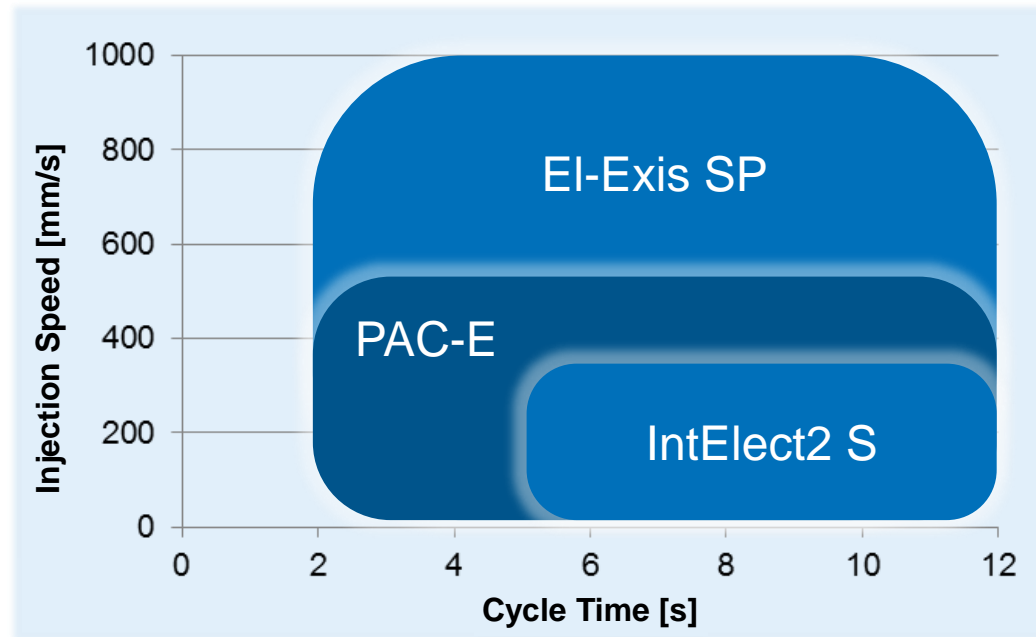 1000
800
600
400
200
0
Injection Speed [mm/s]
El-Exis SP
PAC-E
IntElect2 S
0 2 4 6 8 10 12
Cycle Time [s]